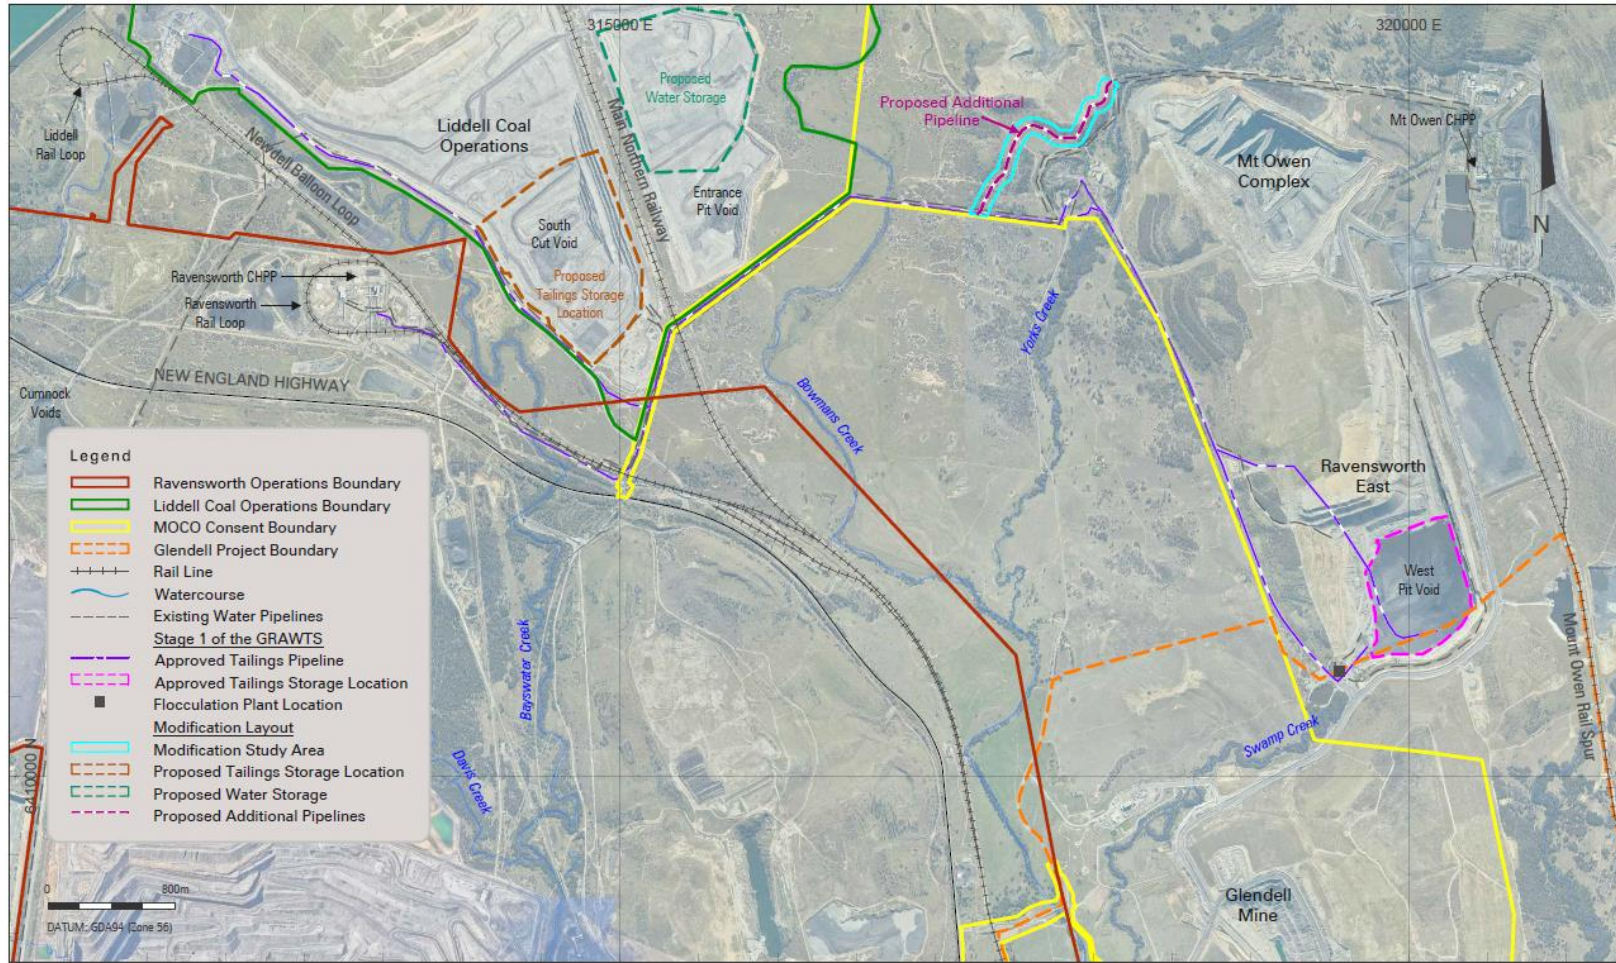 315000 E
320000 E
Proposed
Water Storage
Proposed Additional
Pipeline
Mt Owen CHPP
Liddell
Rail Loop
Liddell Coal
Operations
Main Northern Railway
Newdell Balloon Loop
Mt Owen
Complex
Entrance
Pit Void
South
Cut Void
N
Ravensworth CHPP
Ravensworth
Rail Loop
Proposed
Tailings Storage
Location
Yorks Creek
NEW ENGLAND HIGHWAY
Cumnock
Voids
Bowmans Creek
Ravensworth
East
West
Pit Void
Mount Owen Rail Spur
Swamp Creek
Bayswater Creek
Davis Creek
Glendell
Mine
6410000 N
Legend
Ravensworth Operations Boundary
Liddell Coal Operations Boundary
MOCO Consent Boundary
Glendell Project Boundary
Rail Line
Watercourse
Existing Water Pipelines
Stage 1 of the GRAWTS
Approved Tailings Pipeline
Approved Tailings Storage Location
Flocculation Plant Location
Modification Layout
Modification Study Area
Proposed Tailings Storage Location
Proposed Water Storage
Proposed Additional Pipelines
0 800m
DATUM: GDA94 (Zone 56)